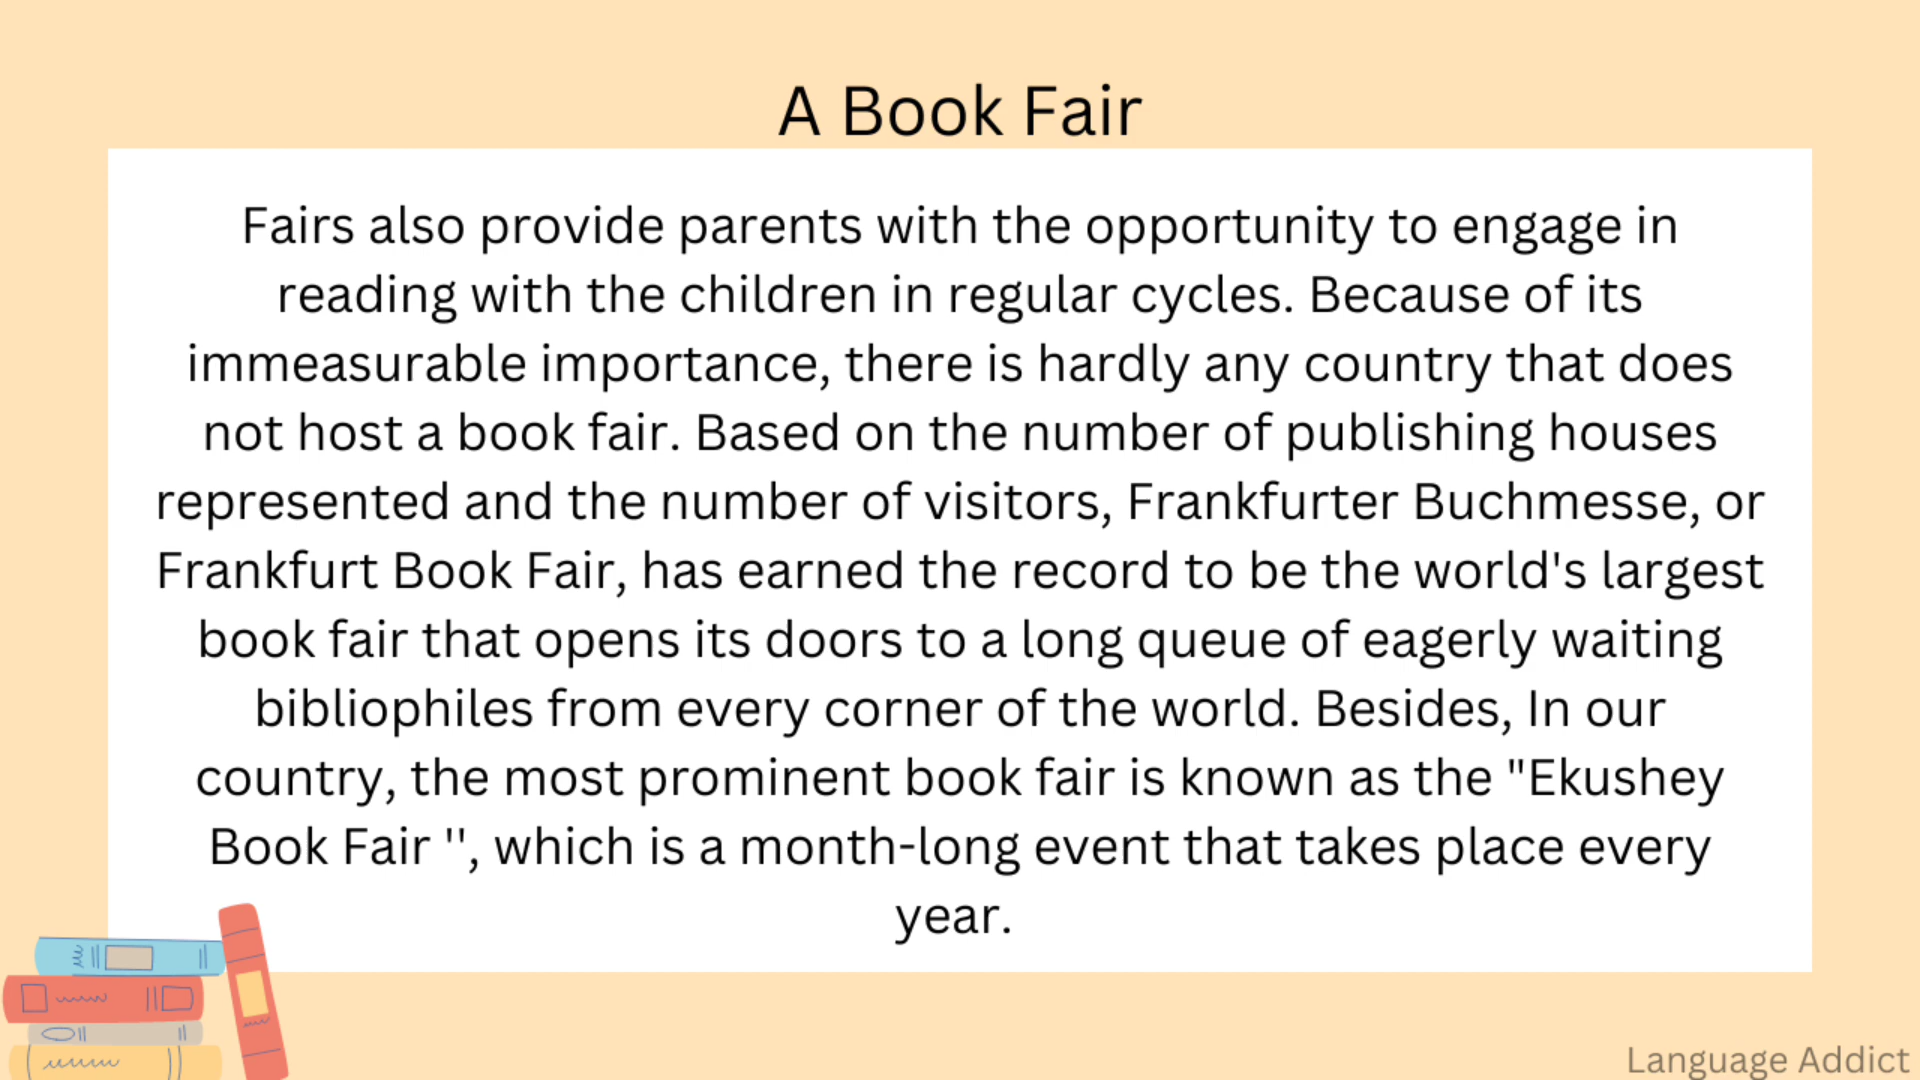 A Book Fair
Fairs also provide parents with the opportunity to engage in
reading with the children in regular cycles. Because of its
immeasurable importance, there is hardly any country that does
not host a book fair. Based on the number of publishing houses
represented and the number of visitors, Frankfurter Buchmesse, or
Frankfurt Book Fair, has earned the record to be the world's largest
book fair that opens its doors to a long queue of eagerly waiting
bibliophiles from every corner of the world. Besides, In our
country, the most prominent book fair is known as the "Ekushey
Book Fair '', which is a month-long event that takes place every
year.
Language Addict